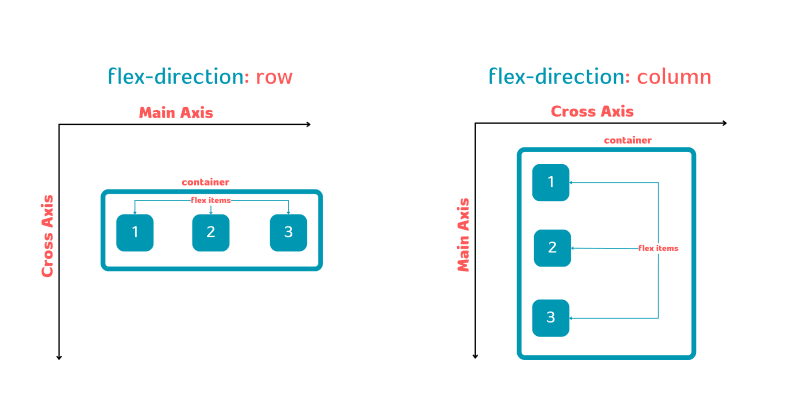 flex-direction: row
Main Axis
Cross Axis
container
flex items
1 2 3
flex-direction: column
Cross Axis
Main Axis
container
1
2
flex items
3